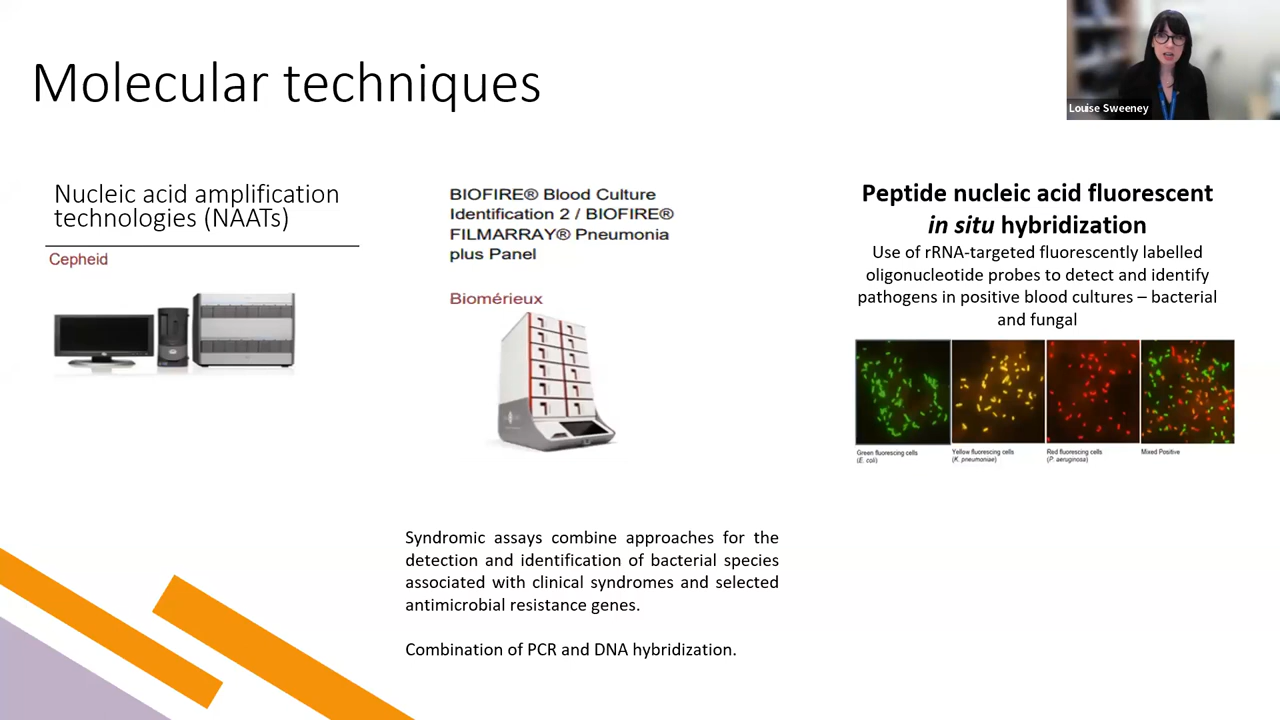 Molecular techniques
Louise Sweeney
Nucleic acid amplification
technologies (NAATs)
Cepheid
BIOFIRE® Blood Culture
Identification 2 / BIOFIRE®
FILMARRAY® Pneumonia
plus Panel
Biomérieux
Syndromic assays combine approaches for the
detection and identification of bacterial species
associated with clinical syndromes and selected
antimicrobial resistance genes.
Combination of PCR and DNA hybridization.
Peptide nucleic acid fluorescent
in situ hybridization
Use of rRNA-targeted fluorescently labelled
oligonucleotide probes to detect and identify
pathogens in positive blood cultures – bacterial
and fungal
Green fluorescing cells
(E. coli)
Yellow fluorescing cells
(K. pneumoniae)
Red fluorescing cells
(P. aeruginosa)
Mixed Positive